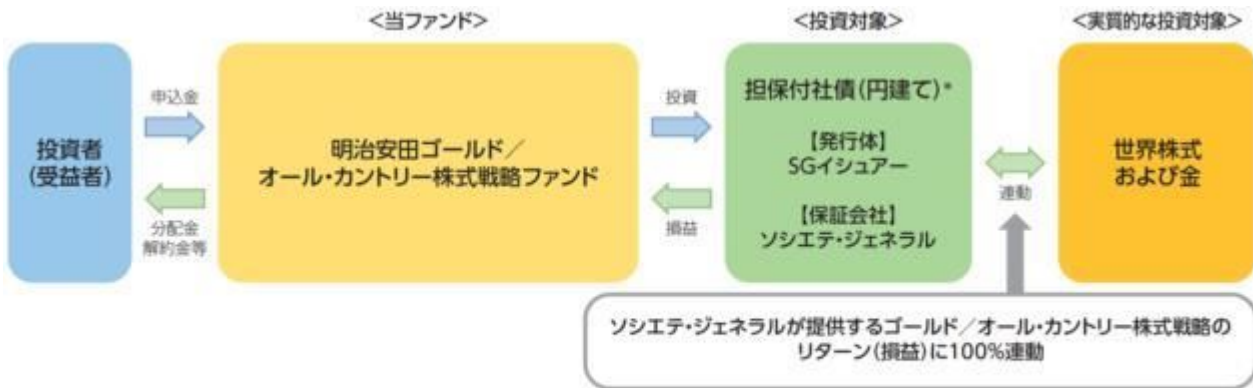 ＜当ファンド＞
＜投資対象＞
＜実質的な投資対象＞
投資者
(受益者)
申込金
分配金
解約金等
明治安田ゴールド／
オール・カントリー株式戦略ファンド
投資
損益
担保付社債(円建て)*
【発行体】
SGイシュアー
【保証会社】
ソシエテ・ジェネラル
連動
世界株式
および金
ソシエテ・ジェネラルが提供するゴールド／オール・カントリー株式戦略の
リターン(損益)に100%連動